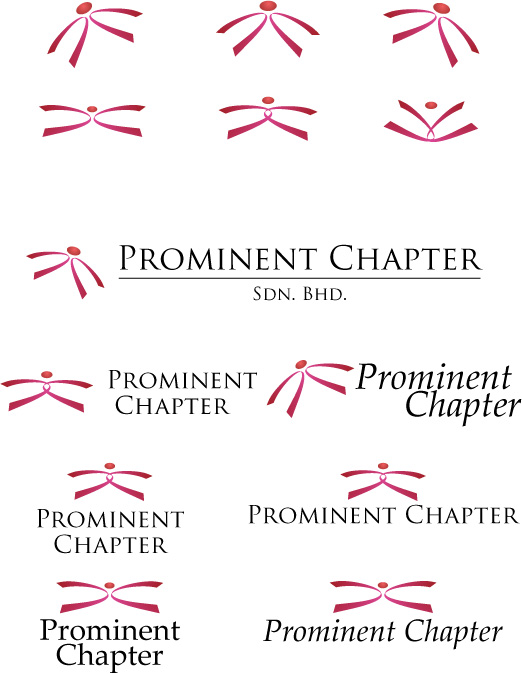 PROMINENT CHAPTER
SDN. BHD.
PROMINENT
CHAPTER
Prominent
Chapter
PROMINENT
CHAPTER
PROMINENT CHAPTER
Prominent
Chapter
Prominent Chapter